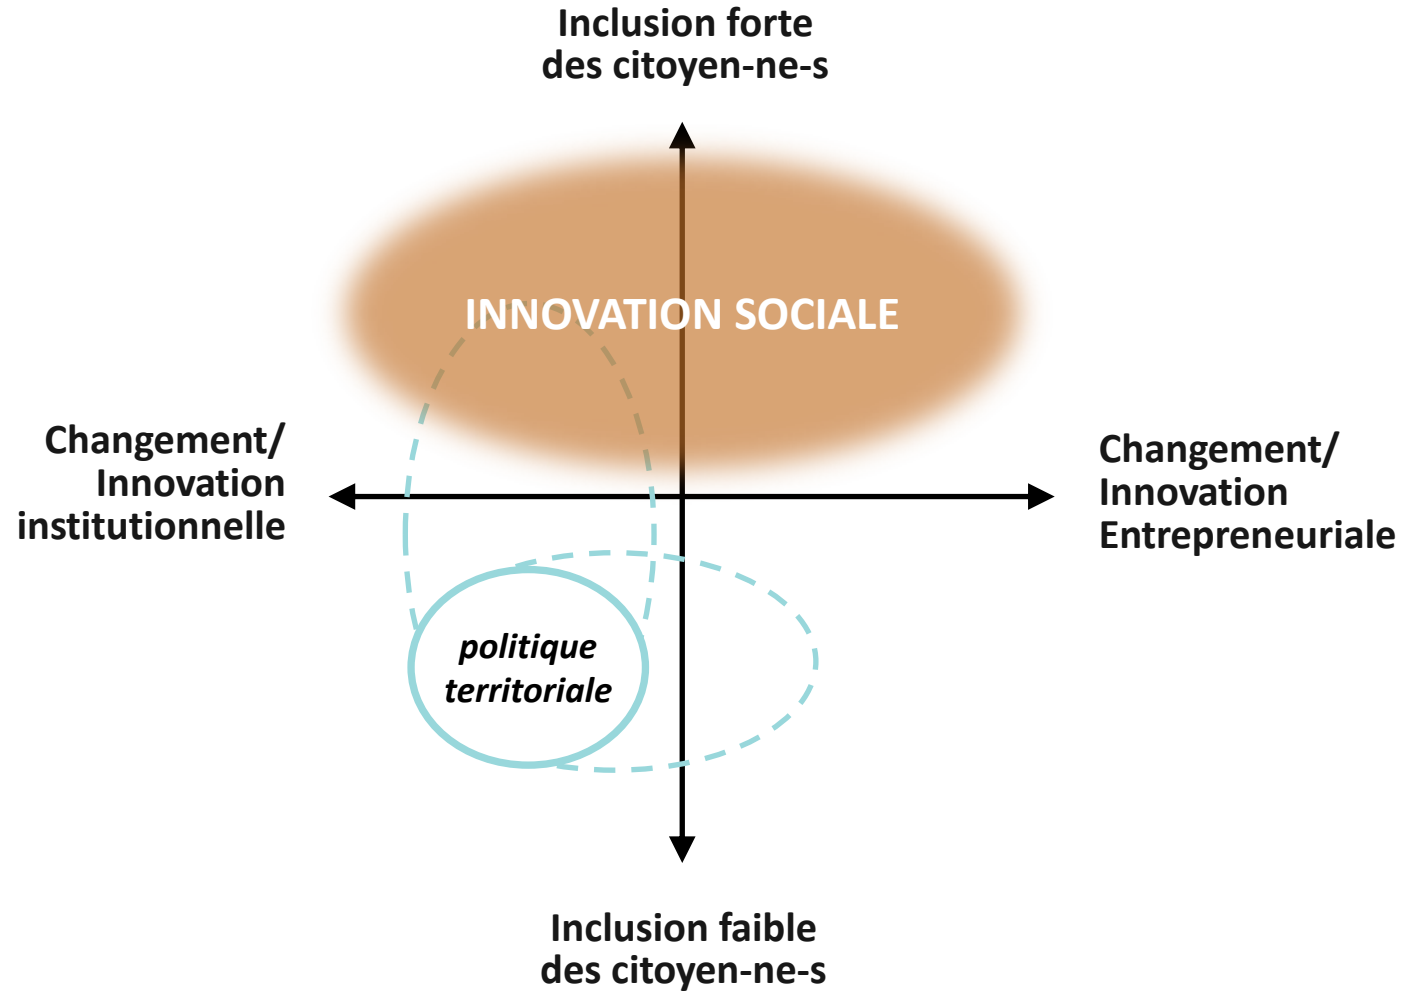 Inclusion forte
des citoyen-ne-s
INNOVATION SOCIALE
Changement/
Innovation
institutionnelle
Changement/
Innovation
Entrepreneuriale
politique
territoriale
Inclusion faible
des citoyen-ne-s